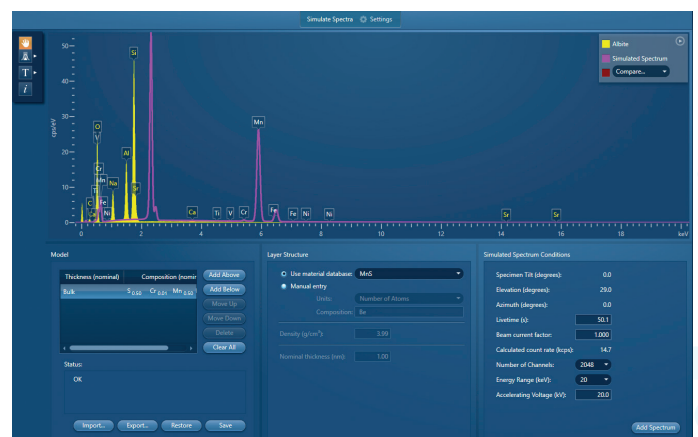 Simulate Spectra Settings
T
i
50
40
30
20
10
0
cps/eV
Si
O
V
Cr
Mn
Al
Na
Sr
C
Ca
Ti
Fe
Ni
Mn
Fe
Ca
Ti
V
Cr
Fe
Ni
Ni
Sr
Sr
Albite
Simulated Spectrum
Compare...
0 2 4 6 8 10 12 14 16 18 keV
Model
Thickness (nominal) Composition (nomin
Bulk S 0.50 Cr 0.01 Mn 0.50
Add Above
Add Below
Move Up
Move Down
Delete
Clear All
Status:
OK
Import... Export... Restore Save
Layer Structure
Use material database: MnS
Manual entry
Units: Number of Atoms
Composition: Be
Density (g/cm³): 3.99
Nominal thickness (nm): 1.00
Simulated Spectrum Conditions
Specimen Tilt (degrees): 0.0
Elevation (degrees): 29.0
Azimuth (degrees): 0.0
Livetime (s): 50.1
Beam current factor: 1.000
Calculated count rate (kcps): 14.7
Number of Channels: 2048
Energy Range (keV): 20
Accelerating Voltage (kV): 20.0
Add Spectrum